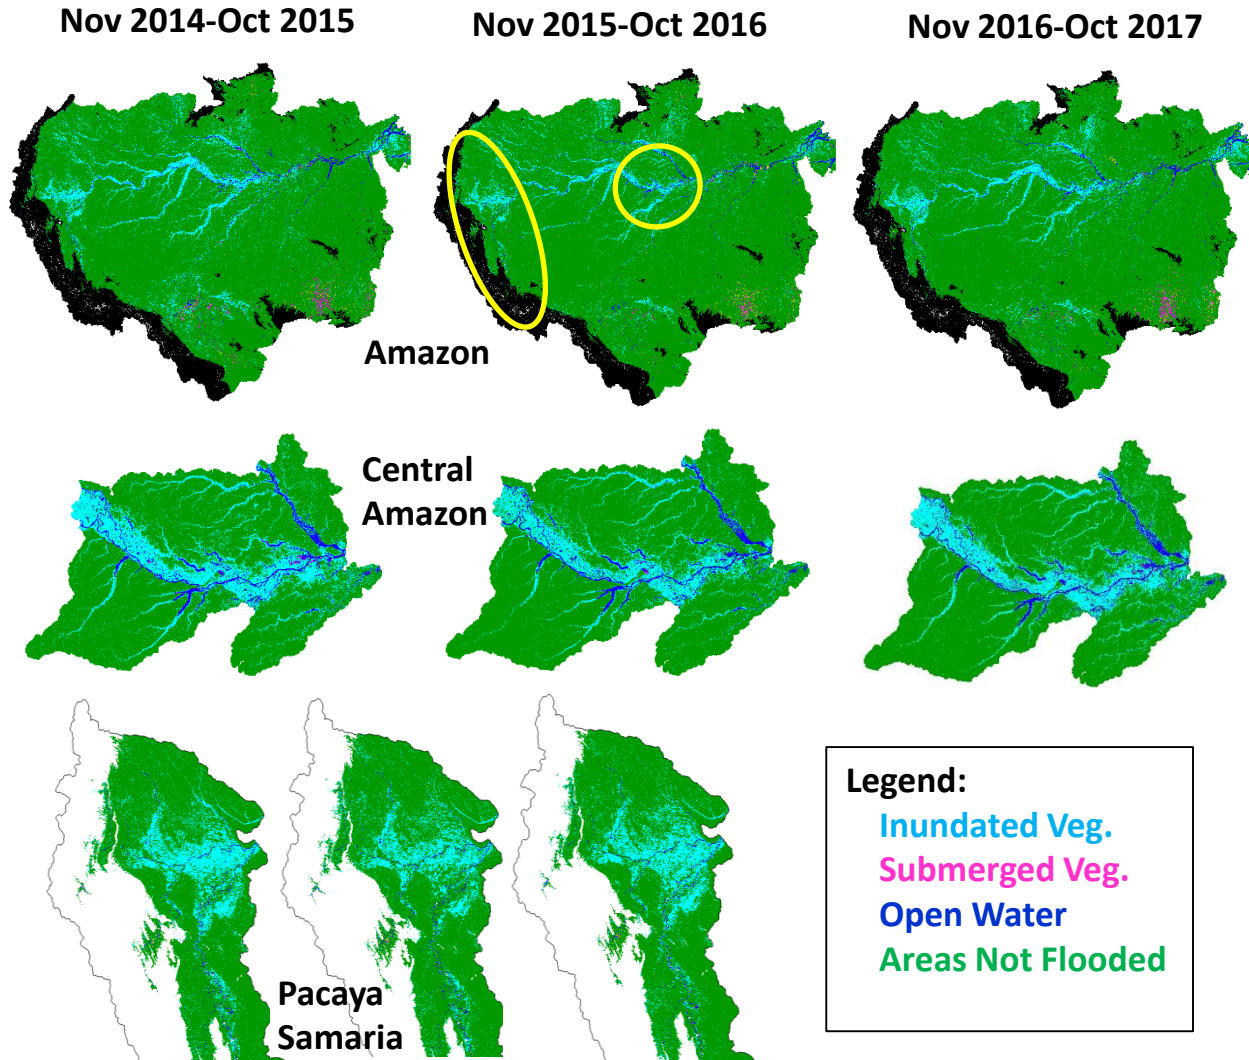 Nov 2014-Oct 2015
Nov 2015-Oct 2016
Nov 2016-Oct 2017
Amazon
Central
Amazon
Pacaya
Samaria
Legend:
Inundated Veg.
Submerged Veg.
Open Water
Areas Not Flooded